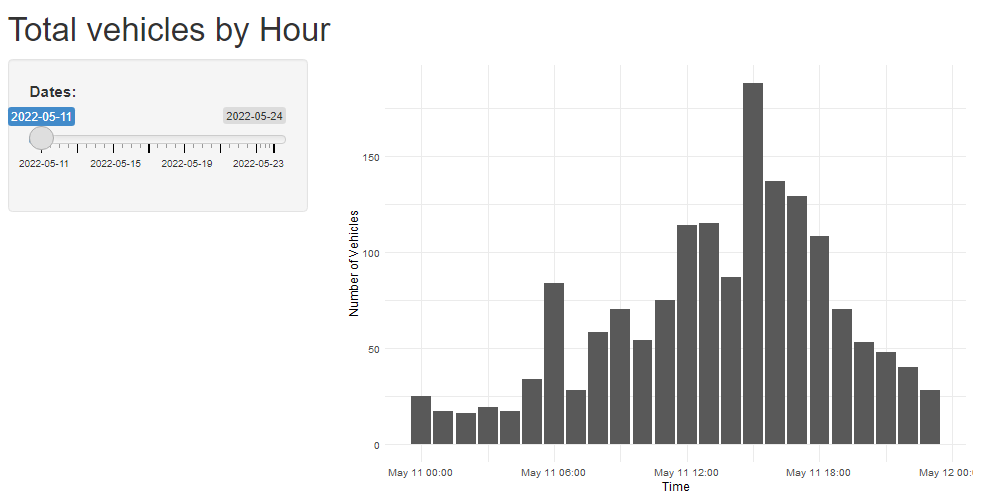 Total vehicles by Hour
Dates:
2022-05-11
2022-05-24
2022-05-11 2022-05-15 2022-05-19 2022-05-23
Number of Vehicles
150
100
50
0
May 11 00:00 May 11 06:00 May 11 12:00 May 11 18:00 May 12 00:
Time